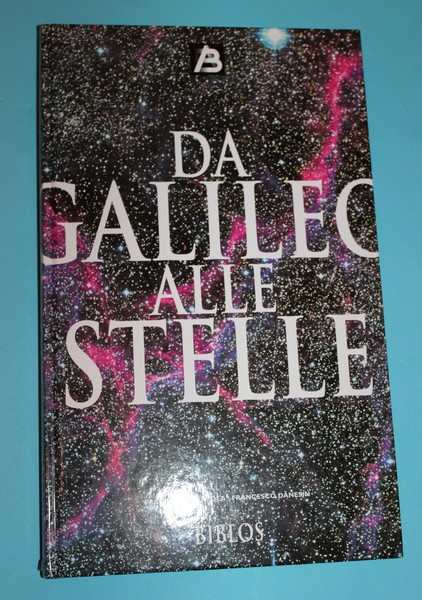 B
DA
GALILEO
ALLE
STELLE
FRANCESCO DANESIN
BIBLOS